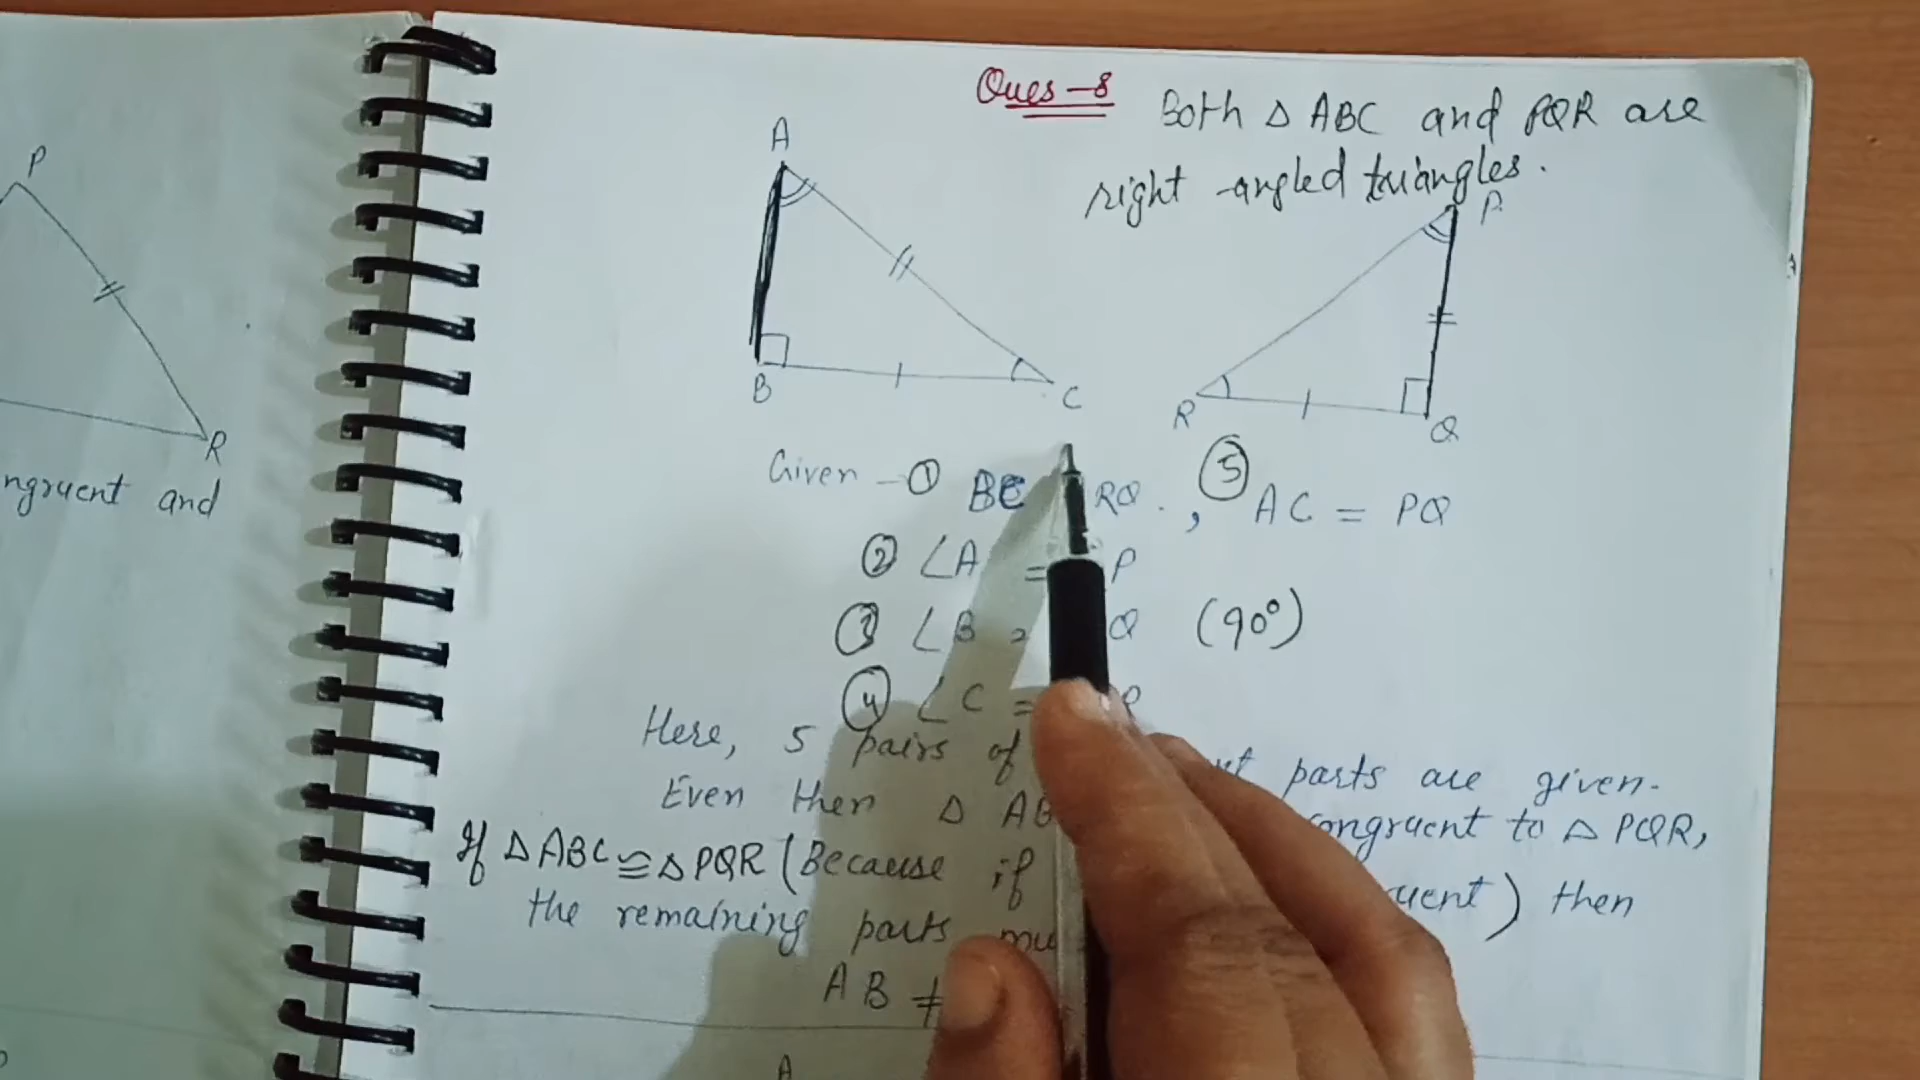 P
R
ngruent and
Ques-8 Both △ ABC and PQR are
right-angled triangles.
A
P
B
C
R
Q
Given - ① BC RQ. , ⑤ AC = PQ
② ∠A = P
③ ∠B = Q (90°)
④ ∠C =
Here, 5 pairs of parts are given.
Even then △ AB congruent to △ PQR,
If △ABC ≅ △PQR (Because if then
the remaining parts
AB ≠
A